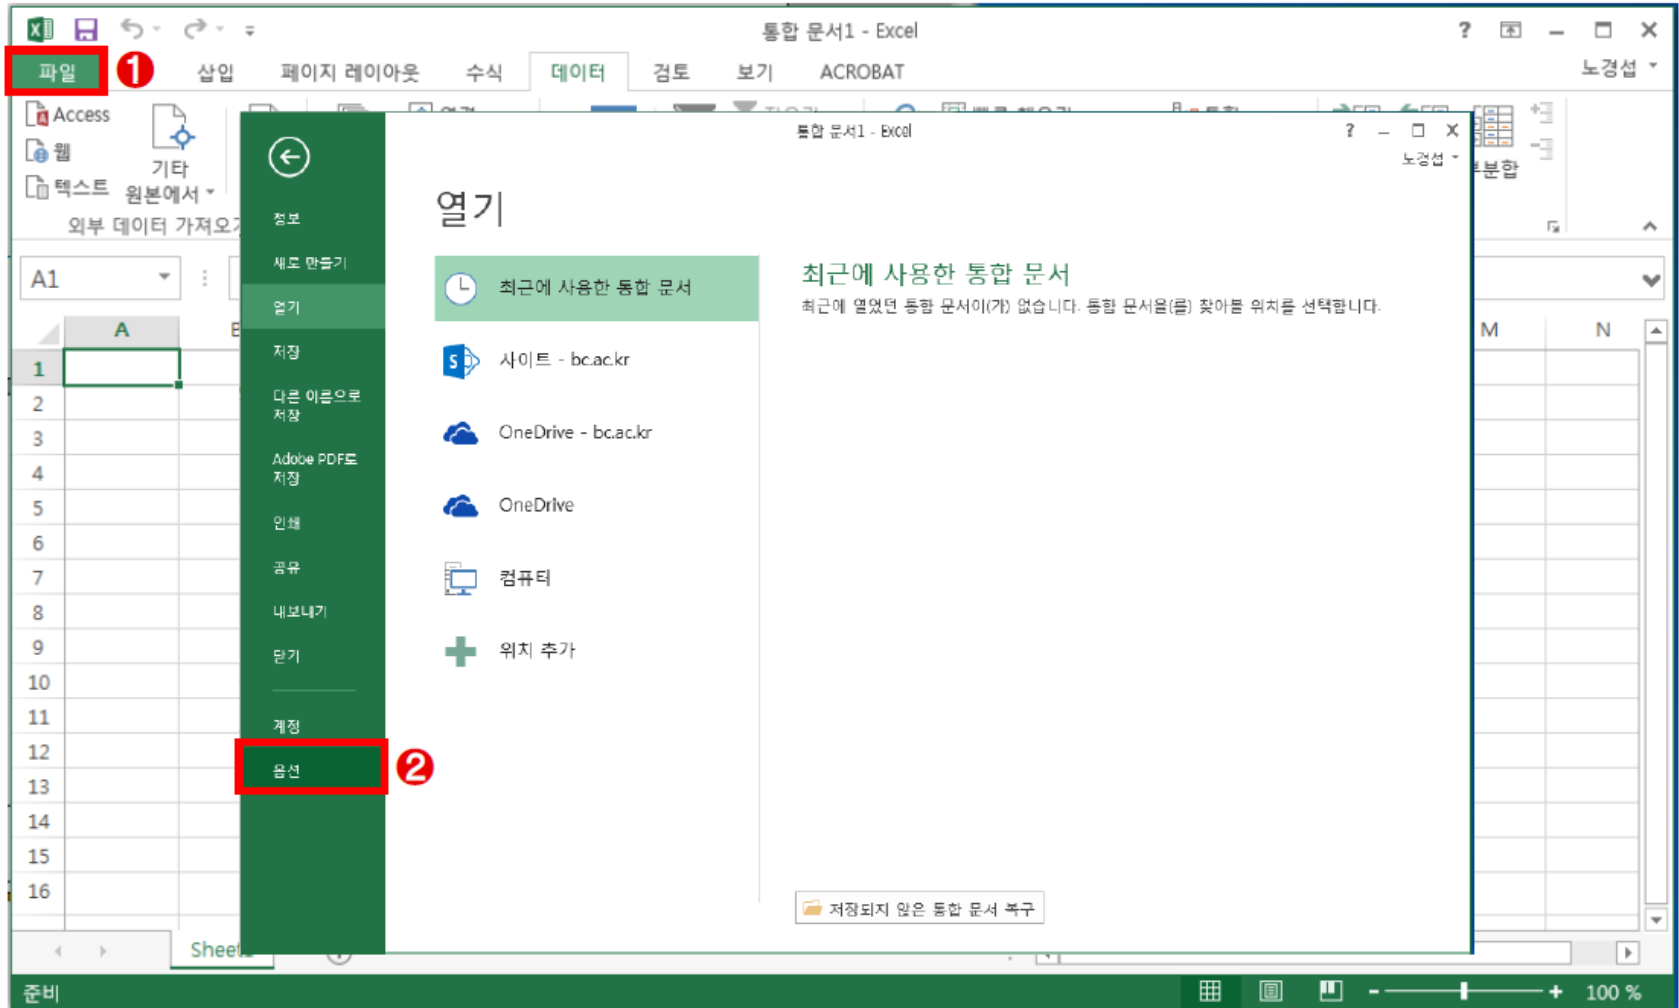 통합 문서1 - Excel
?
파일
❶
삽입
페이지 레이아웃
수식
데이터
검토
보기
ACROBAT
노경섭
Access
웹
텍스트
기타
원본에서
외부 데이터 가져오기
분합
A1
A
M
N
1
2
3
4
5
6
7
8
9
10
11
12
13
14
15
16
통합 문서1 - Excel
?
노경섭
정보
새로 만들기
열기
저장
다른 이름으로
저장
Adobe PDF로
저장
인쇄
공유
내보내기
닫기
계정
옵션
❷
열기
최근에 사용한 통합 문서
사이트 - bc.ac.kr
OneDrive - bc.ac.kr
OneDrive
컴퓨터
위치 추가
최근에 사용한 통합 문서
최근에 열었던 통합 문서이(가) 없습니다. 통합 문서을(를) 찾아볼 위치를 선택합니다.
저장되지 않은 통합 문서 복구
Sheet1
준비
100 %